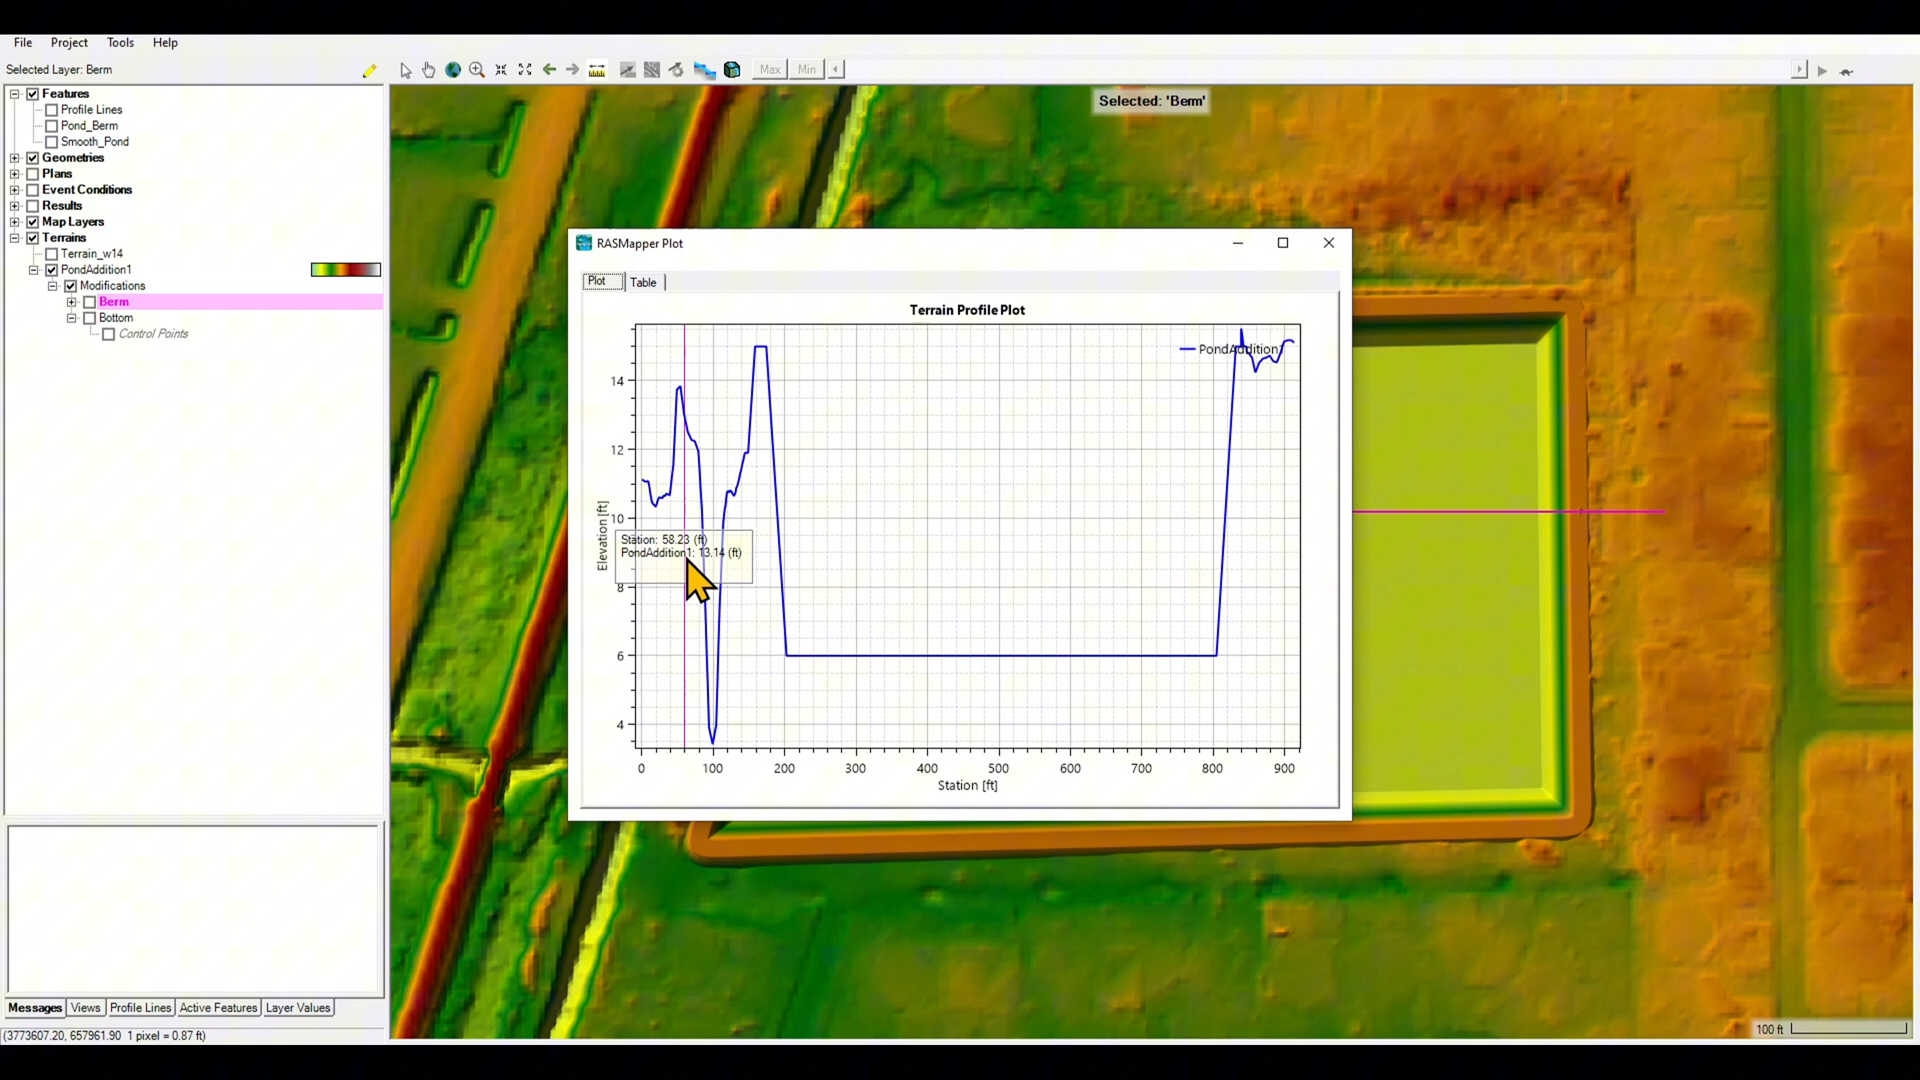 File Project Tools Help
Selected Layer: Berm
Max Min
Features
Profile Lines
Pond_Berm
Smooth_Pond
Geometries
Plans
Event Conditions
Results
Map Layers
Terrains
Terrain_w14
PondAddition1
Modifications
Berm
Bottom
Control Points
Selected: 'Berm'
RASMapper Plot
Plot Table
Terrain Profile Plot
PondAddition1
14
12
10
8
6
4
Elevation [ft]
Station: 58.23 (ft)
PondAddition1: 13.14 (ft)
0 100 200 300 400 500 600 700 800 900
Station [ft]
Messages Views Profile Lines Active Features Layer Values
(3773607.20, 657961.90 1 pixel = 0.87 ft)
100 ft